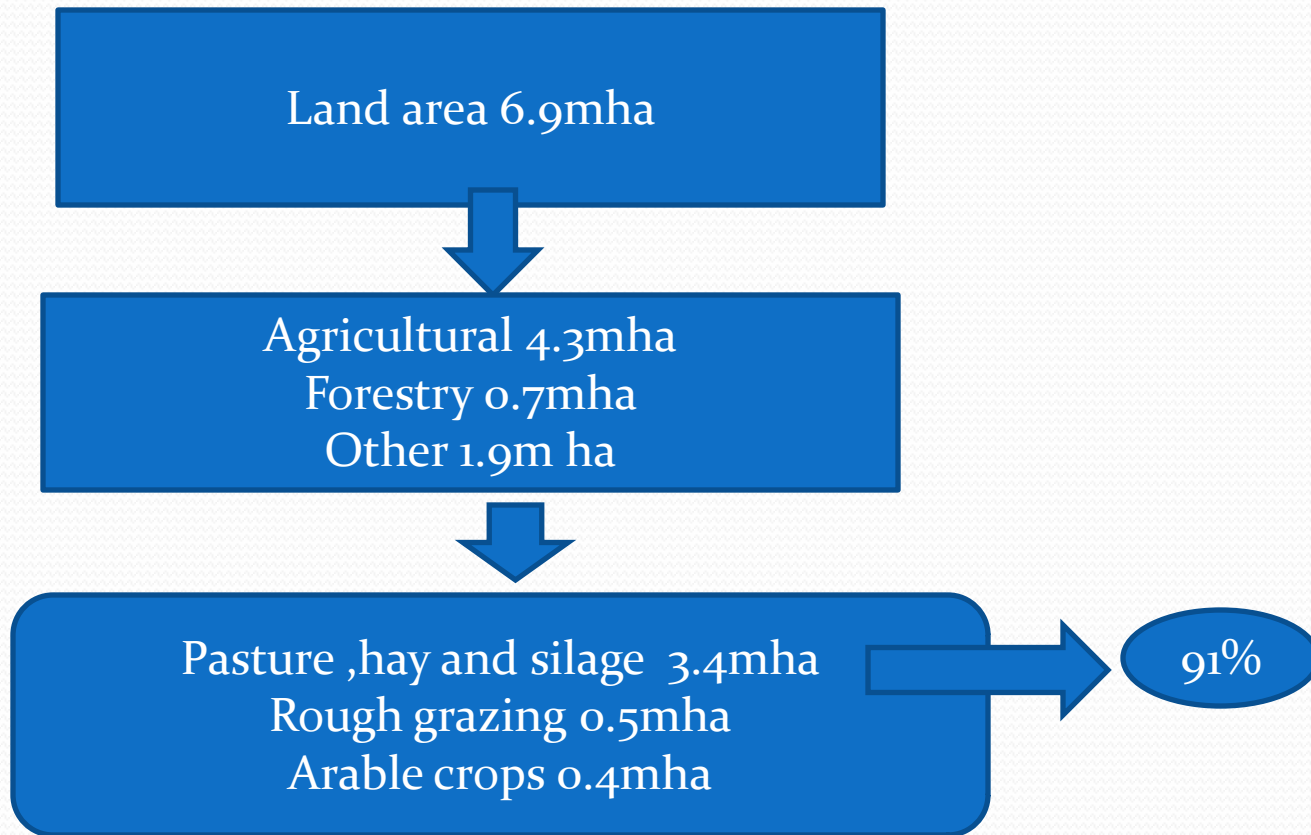 Land area 6.9mha
Agricultural 4.3mha
Forestry 0.7mha
Other 1.9m ha
Pasture ,hay and silage 3.4mha
91%
Rough grazing 0.5mha
Arable crops 0.4mha